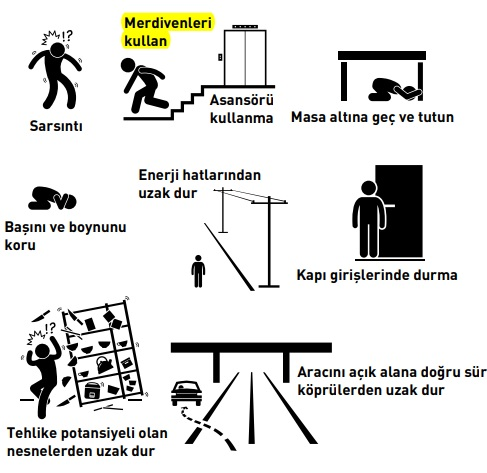 !?
Sarsıntı
Merdivenleri
kullan
Asansörü
kullanma
Masa altına geç ve tutun
Başını ve boynunu
koru
Enerji hatlarından
uzak dur
Kapı girişlerinde durma
!?
Tehlike potansiyeli olan
nesnelerden uzak dur
Aracını açık alana doğru sür
köprülerden uzak dur